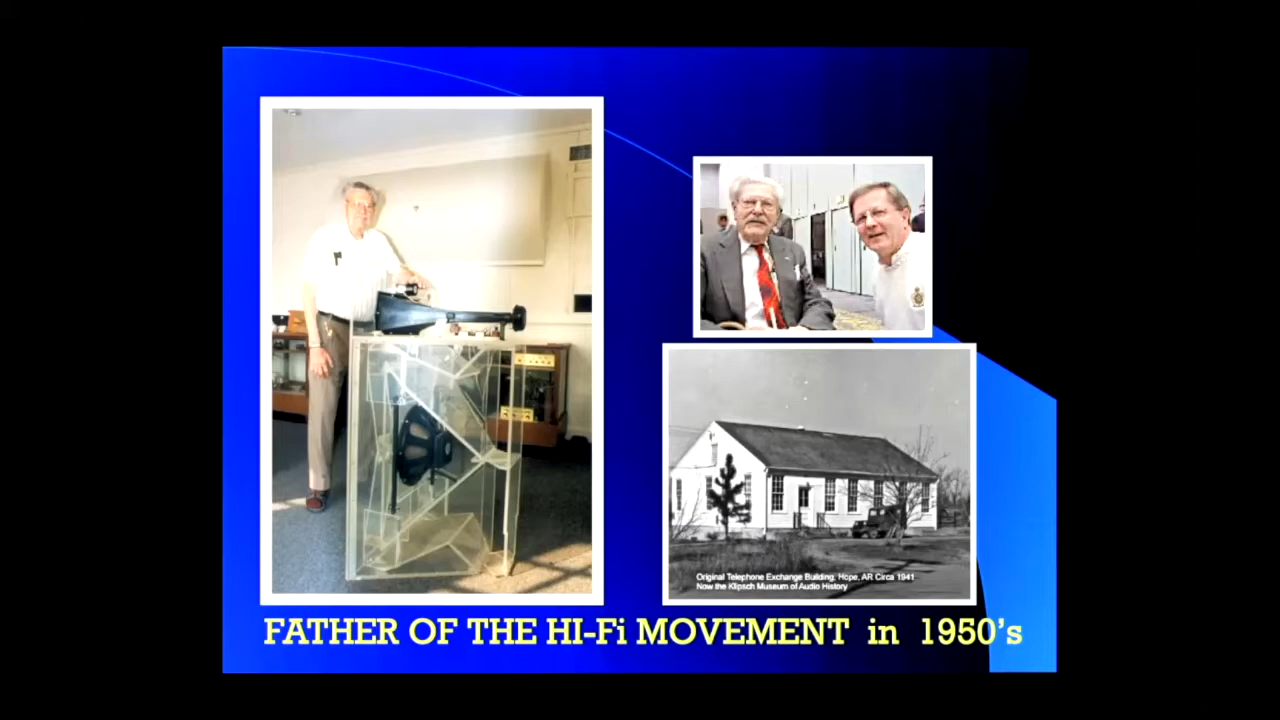 Original Telephone Exchange Building, Hope, AR Circa 1941
Now the Klipsch Museum of Audio History
FATHER OF THE HI-Fi MOVEMENT in 1950's